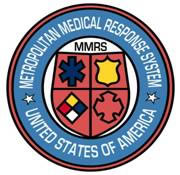 METROPOLITAN MEDICAL RESPONSE SYSTEM
MMRS
UNITED STATES OF AMERICA